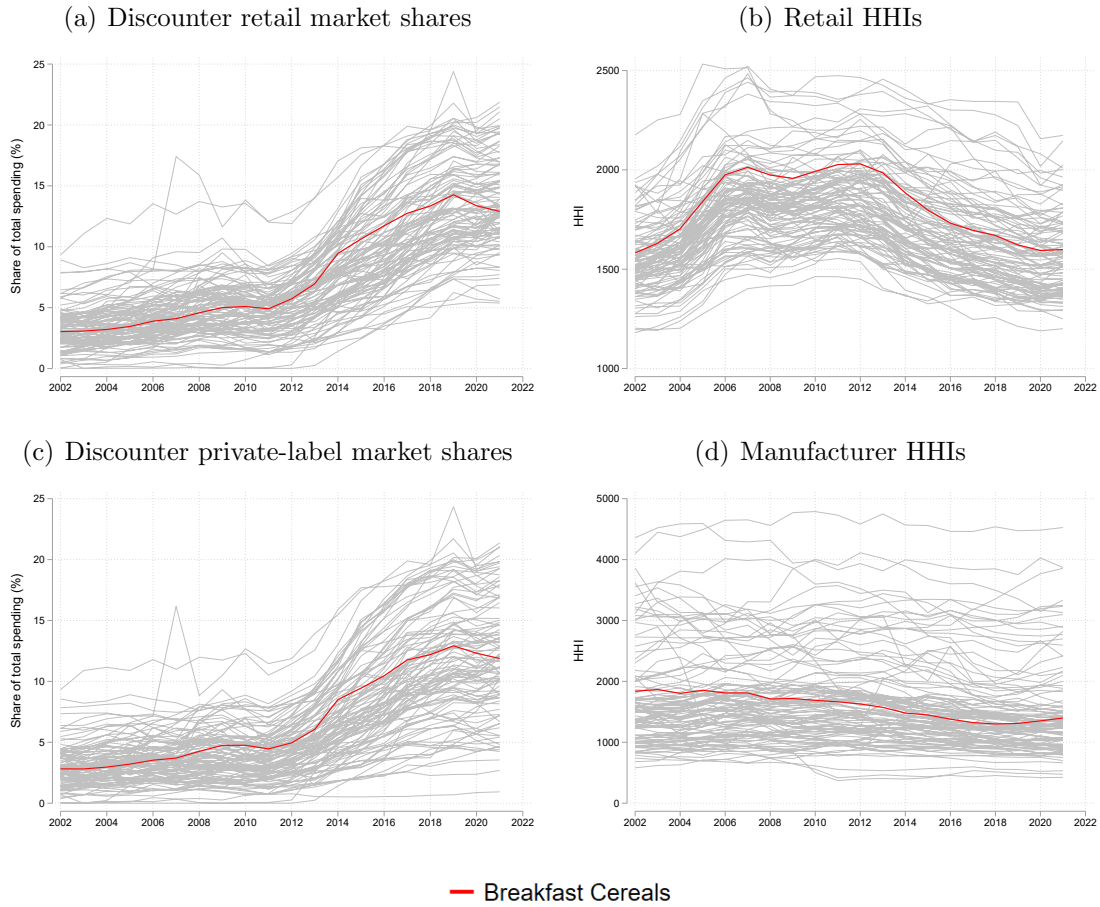 (a) Discounter retail market shares
(b) Retail HHIs
25
20
15
10
5
0
Share of total spending (%)
2002 2004 2006 2008 2010 2012 2014 2016 2018 2020 2022
2500
2000
1500
1000
HHI
2002 2004 2006 2008 2010 2012 2014 2016 2018 2020 2022
(c) Discounter private-label market shares
(d) Manufacturer HHIs
25
20
15
10
5
0
Share of total spending (%)
2002 2004 2006 2008 2010 2012 2014 2016 2018 2020 2022
5000
4000
3000
2000
1000
0
HHI
2002 2004 2006 2008 2010 2012 2014 2016 2018 2020 2022
Breakfast Cereals